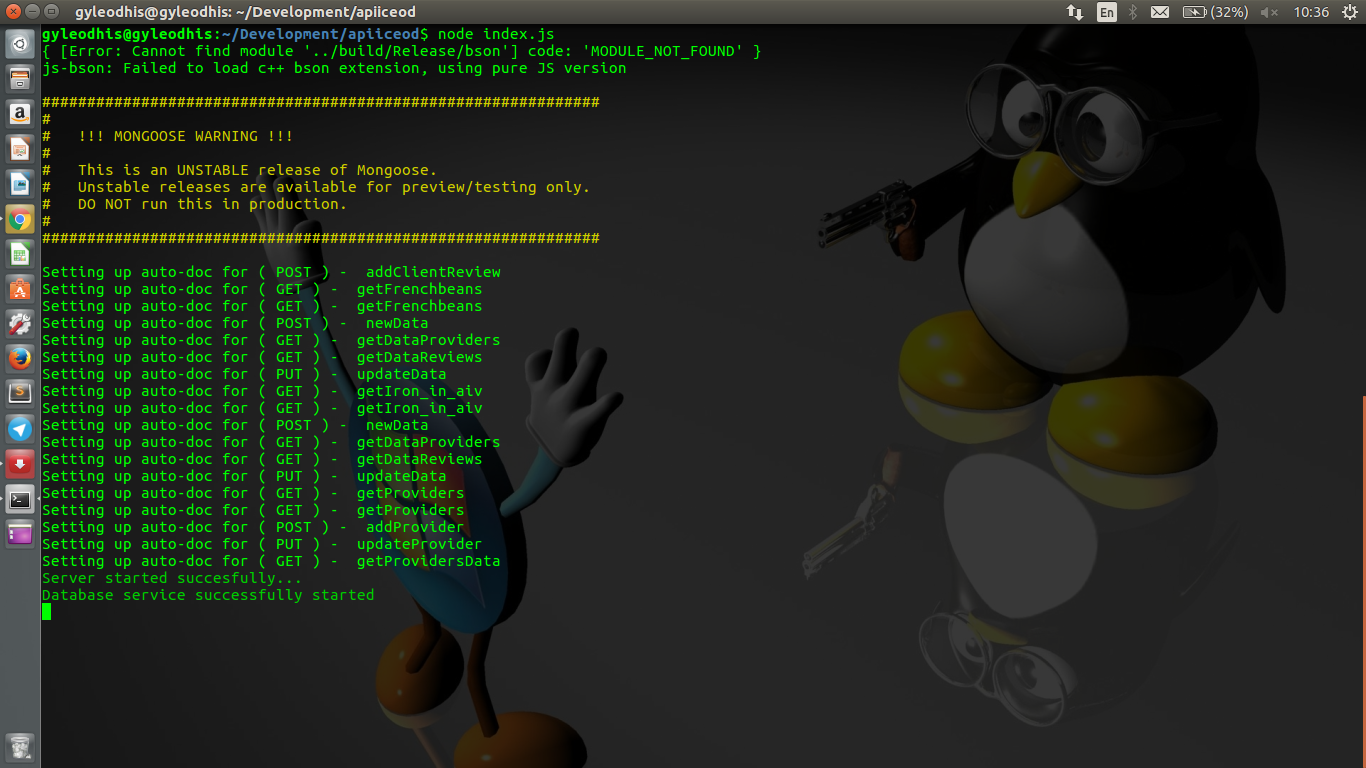 gyleodhis@gyleodhis: ~/Development/apiiceod
En
(32%)
10:36
gyleodhis@gyleodhis:~/Development/apiiceod$ node index.js
{ [Error: Cannot find module '../build/Release/bson'] code: 'MODULE_NOT_FOUND' }
js-bson: Failed to load c++ bson extension, using pure JS version
##############################################################
#
#   !!! MONGOOSE WARNING !!!
#
#   This is an UNSTABLE release of Mongoose.
#   Unstable releases are available for preview/testing only.
#   DO NOT run this in production.
#
##############################################################
Setting up auto-doc for ( POST ) -  addClientReview
Setting up auto-doc for ( GET ) -  getFrenchbeans
Setting up auto-doc for ( GET ) -  getFrenchbeans
Setting up auto-doc for ( POST ) -  newData
Setting up auto-doc for ( GET ) -  getDataProviders
Setting up auto-doc for ( GET ) -  getDataReviews
Setting up auto-doc for ( PUT ) -  updateData
Setting up auto-doc for ( GET ) -  getIron_in_aiv
Setting up auto-doc for ( GET ) -  getIron_in_aiv
Setting up auto-doc for ( POST ) -  newData
Setting up auto-doc for ( GET ) -  getDataProviders
Setting up auto-doc for ( GET ) -  getDataReviews
Setting up auto-doc for ( PUT ) -  updateData
Setting up auto-doc for ( GET ) -  getProviders
Setting up auto-doc for ( GET ) -  getProviders
Setting up auto-doc for ( POST ) -  addProvider
Setting up auto-doc for ( PUT ) -  updateProvider
Setting up auto-doc for ( GET ) -  getProvidersData
Server started succesfully...
Database service successfully started